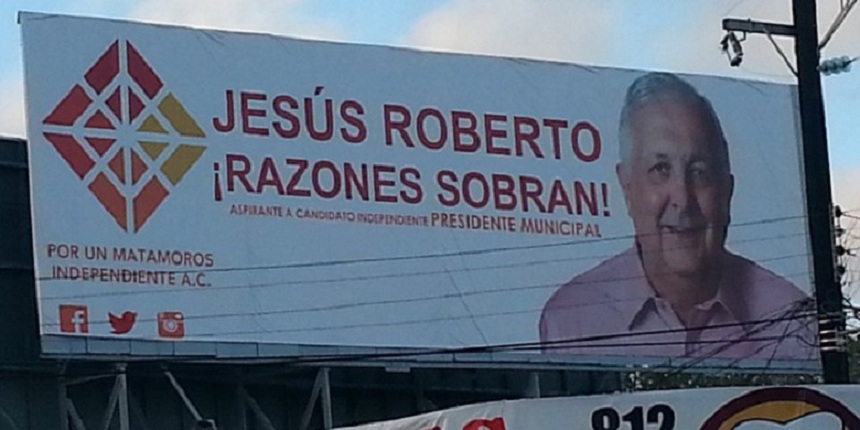 JESÚS ROBERTO
¡RAZONES SOBRAN!
ASPIRANTE A CANDIDATO INDEPENDIENTE PRESIDENTE MUNICIPAL
POR UN MATAMOROS
INDEPENDIENTE A.C.
812